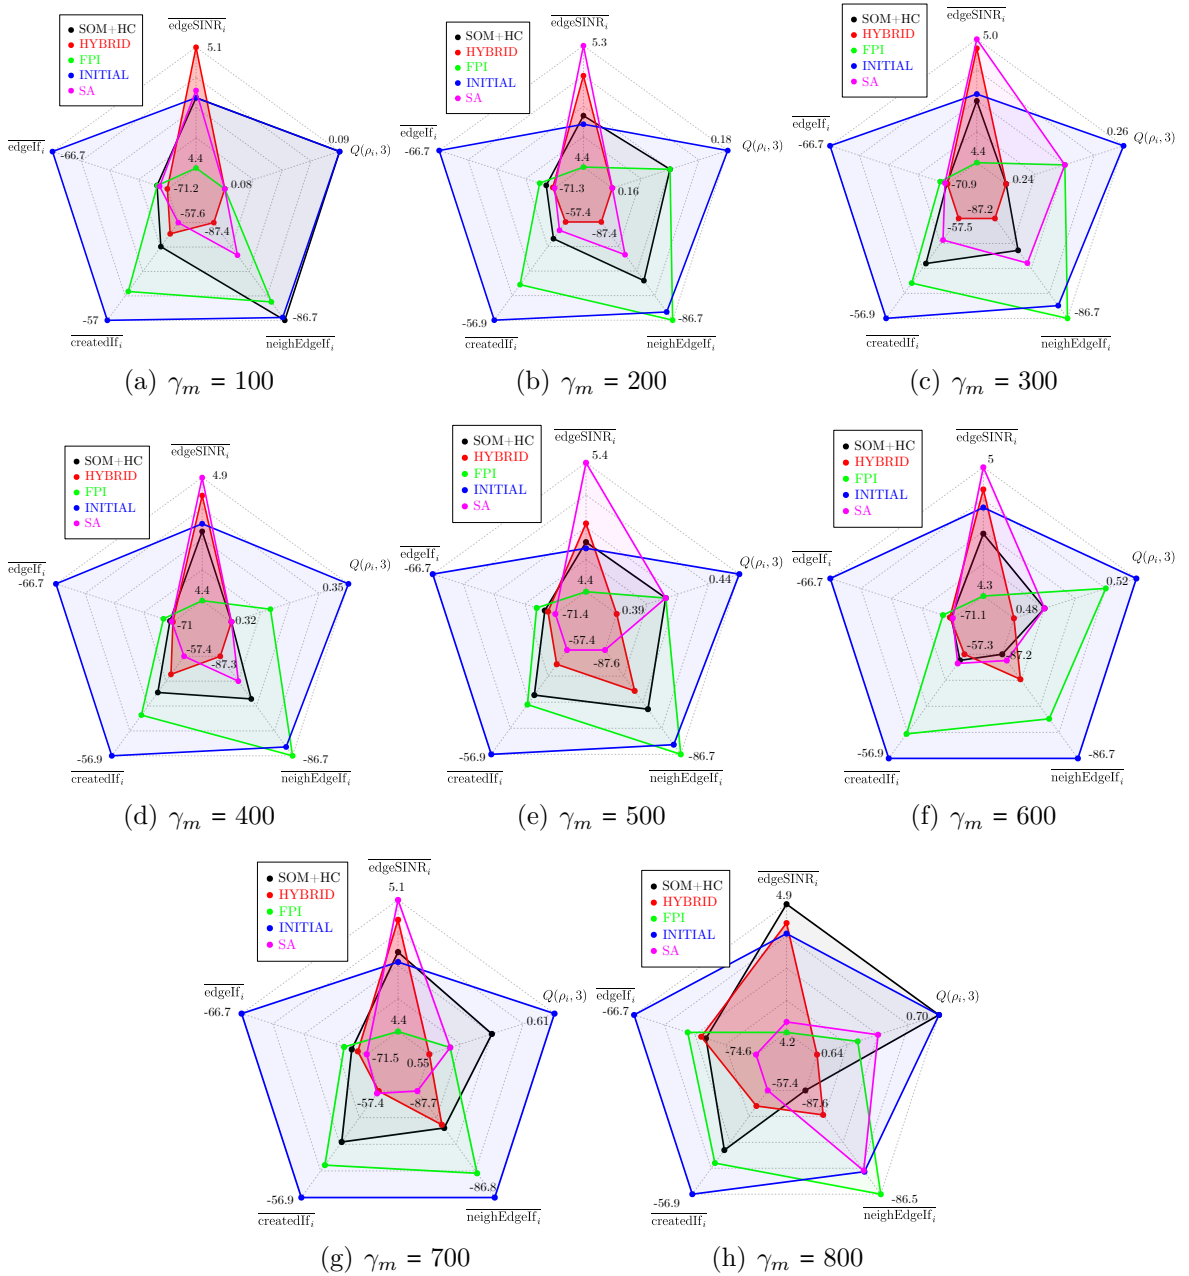 SOM+HC
HYBRID
FPI
INITIAL
SA
edgeSINR_i
5.1
0.09
Q(ρ_i, 3)
edgeIf_i
-66.7
4.4
0.08
-71.2
-57.6
-87.4
-57
createdIf_i
-86.7
neighEdgeIf_i
(a) γ_m = 100
SOM+HC
HYBRID
FPI
INITIAL
SA
edgeSINR_i
5.3
0.18
Q(ρ_i, 3)
edgeIf_i
-66.7
4.4
0.16
-71.3
-57.4
-87.4
-56.9
createdIf_i
-86.7
neighEdgeIf_i
(b) γ_m = 200
SOM+HC
HYBRID
FPI
INITIAL
SA
edgeSINR_i
5.0
0.26
Q(ρ_i, 3)
edgeIf_i
-66.7
4.4
0.24
-70.9
-87.2
-57.5
-56.9
createdIf_i
-86.7
neighEdgeIf_i
(c) γ_m = 300
SOM+HC
HYBRID
FPI
INITIAL
SA
edgeSINR_i
4.9
Q(ρ_i, 3)
0.35
edgeIf_i
-66.7
4.4
0.32
-71
-57.4
-87.3
-56.9
createdIf_i
-86.7
neighEdgeIf_i
(d) γ_m = 400
SOM+HC
HYBRID
FPI
INITIAL
SA
edgeSINR_i
5.4
Q(ρ_i, 3)
0.44
edgeIf_i
-66.7
4.4
0.39
-71.4
-57.4
-87.6
-56.9
createdIf_i
-86.7
neighEdgeIf_i
(e) γ_m = 500
SOM+HC
HYBRID
FPI
INITIAL
SA
edgeSINR_i
5
Q(ρ_i, 3)
0.52
edgeIf_i
-66.7
4.3
0.48
-71.1
-57.3
-87.2
-56.9
createdIf_i
-86.7
neighEdgeIf_i
(f) γ_m = 600
SOM+HC
HYBRID
FPI
INITIAL
SA
edgeSINR_i
5.1
Q(ρ_i, 3)
0.61
edgeIf_i
-66.7
4.4
0.55
-71.5
-57.4
-87.7
-86.8
-56.9
createdIf_i
neighEdgeIf_i
(g) γ_m = 700
SOM+HC
HYBRID
FPI
INITIAL
SA
edgeSINR_i
4.9
Q(ρ_i, 3)
0.70
edgeIf_i
-66.7
4.2
0.64
-74.6
-57.4
-87.6
-56.9
createdIf_i
-86.5
neighEdgeIf_i
(h) γ_m = 800